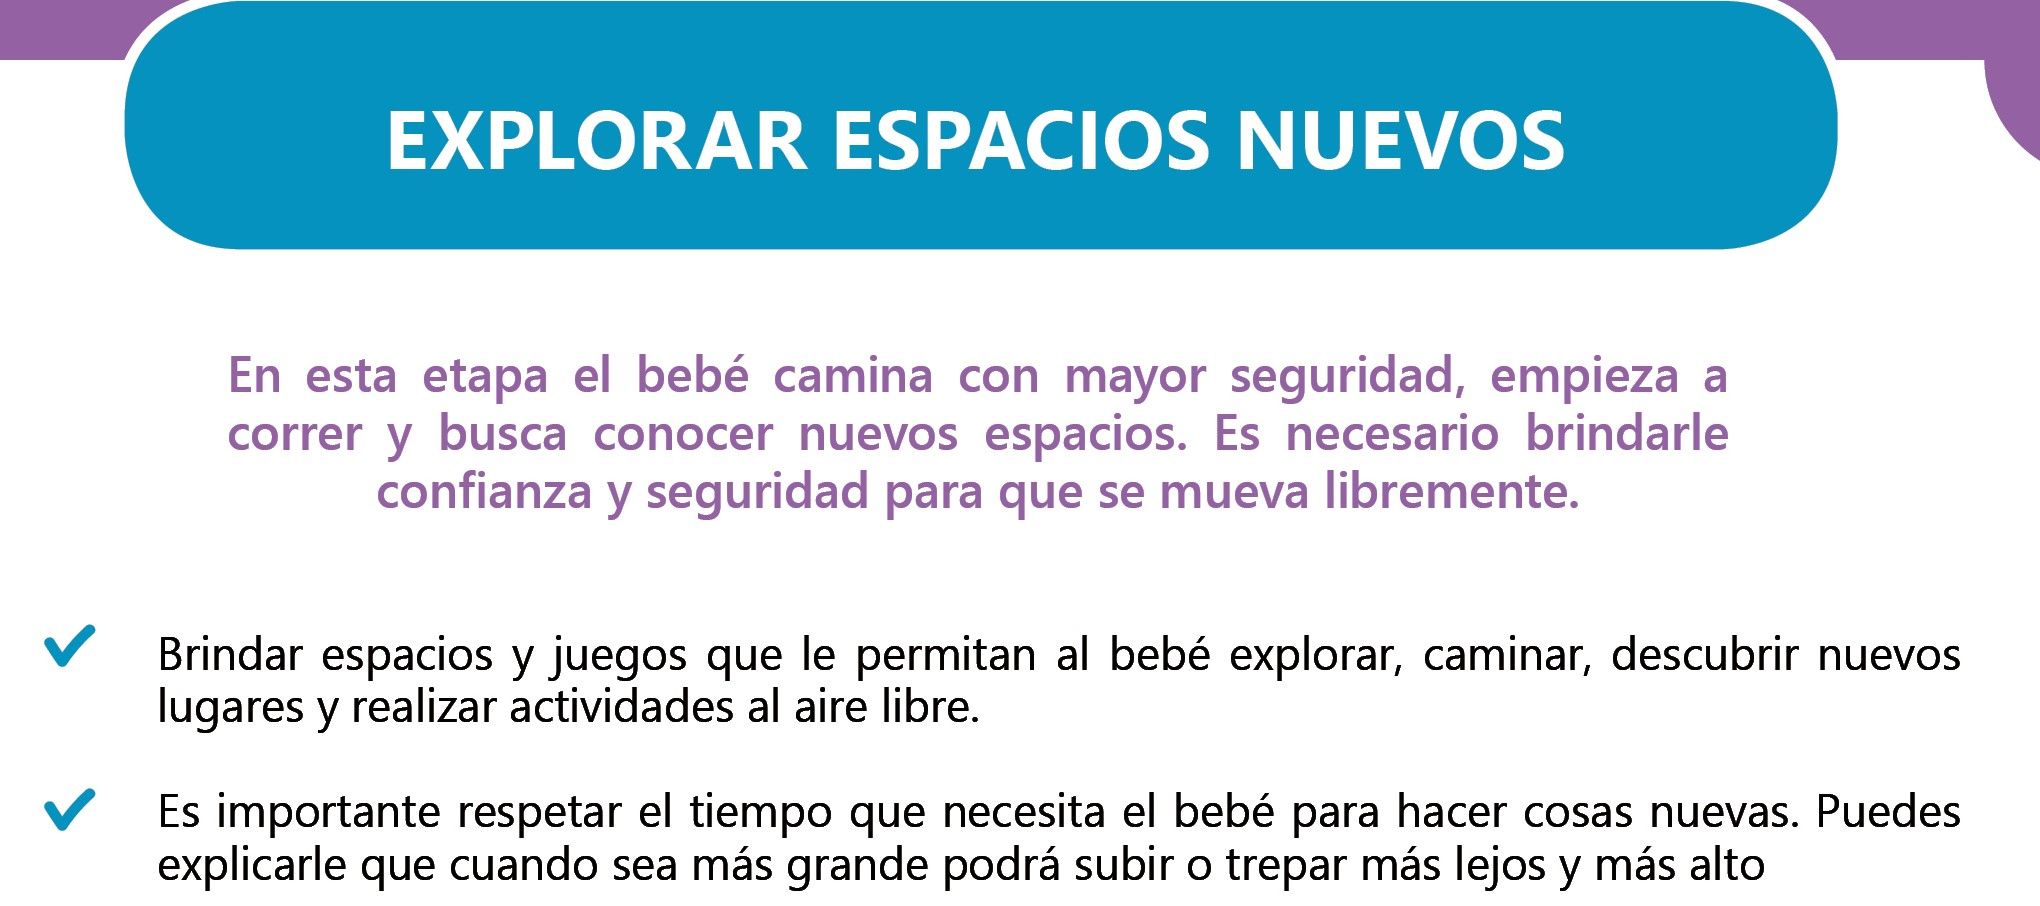 EXPLORAR ESPACIOS NUEVOS
En esta etapa el bebé camina con mayor seguridad, empieza a
correr y busca conocer nuevos espacios. Es necesario brindarle
confianza y seguridad para que se mueva libremente.
Brindar espacios y juegos que le permitan al bebé explorar, caminar, descubrir nuevos
lugares y realizar actividades al aire libre.
Es importante respetar el tiempo que necesita el bebé para hacer cosas nuevas. Puedes
explicarle que cuando sea más grande podrá subir o trepar más lejos y más alto